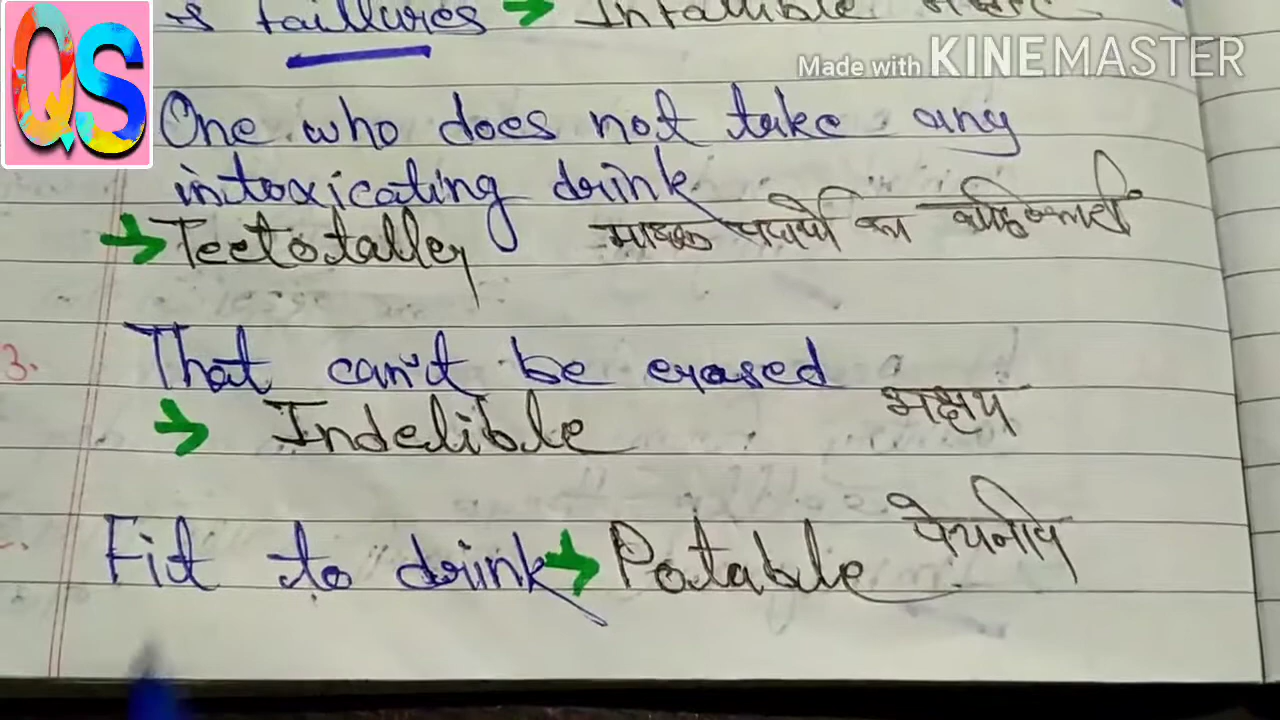 failures → Infallible
Made with KINEMASTER
QS
One who does not take any
intoxicating drink
→ Teetotaller मादक पदार्थो का
3. That can't be erased
→ Indelible अक्षय
Fit to drink → Potable पेयनीय